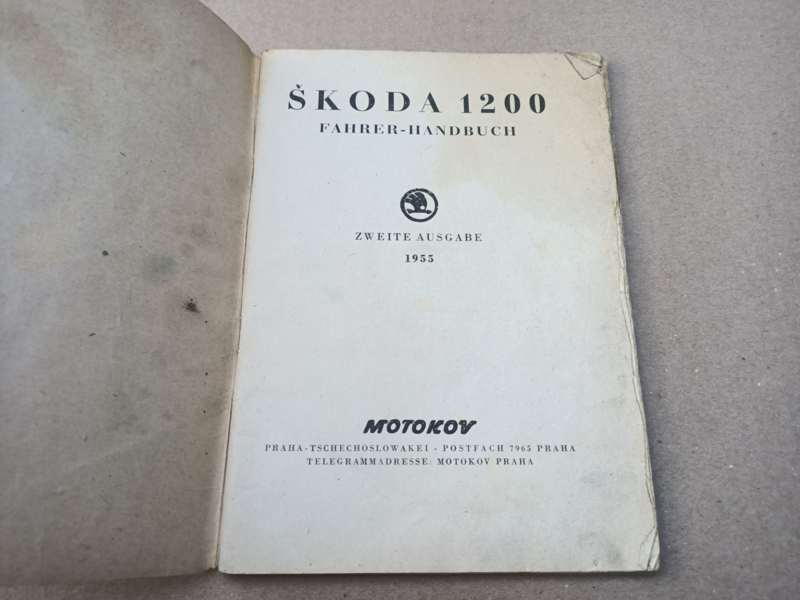 ŠKODA 1200
FAHRER-HANDBUCH
ZWEITE AUSGABE
1955
MOTOKOV
PRAHA-TSCHECHOSLOWAKEI - POSTFACH 7965 PRAHA
TELEGRAMMADRESSE: MOTOKOV PRAHA